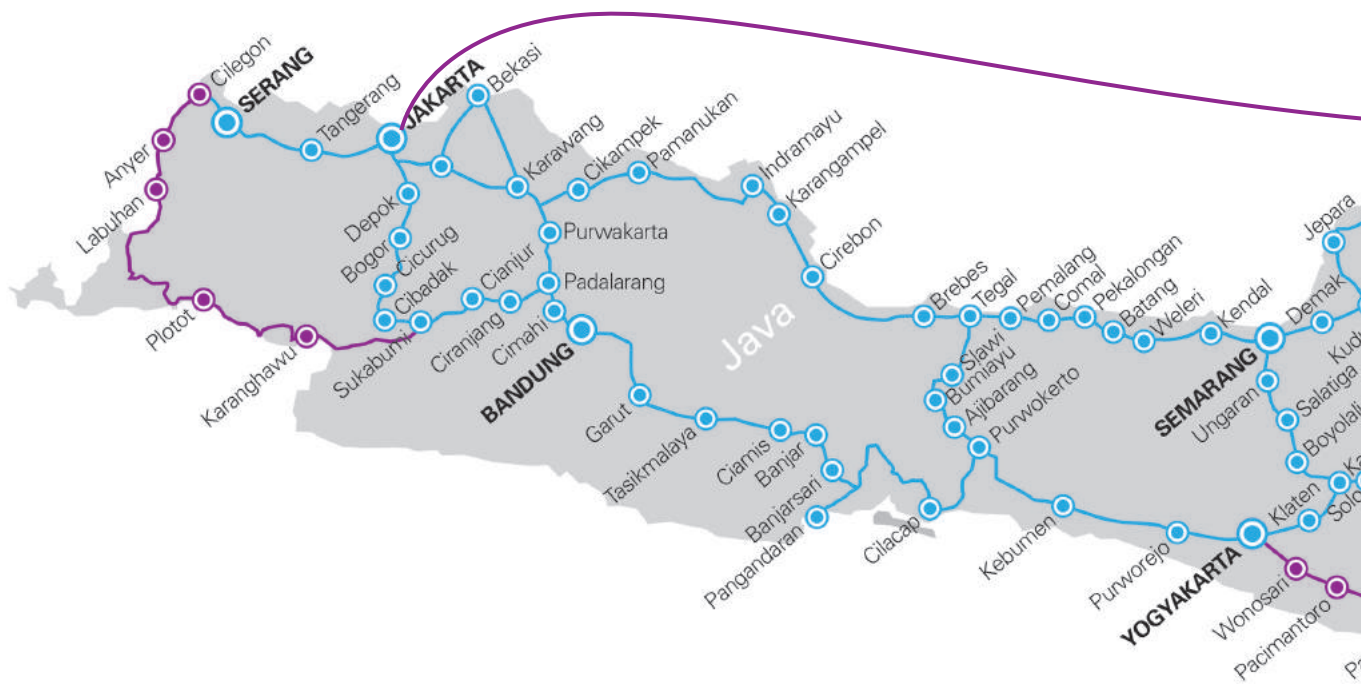 Cilegon
SERANG
Tangerang
JAKARTA
Bekasi
Anyer
Labuhan
Depok
Bogor
Cicurug
Cibadak
Cianjur
Karawang
Cikampek
Pamanukan
Indramayu
Karangampel
Purwakarta
Padalarang
Cirebon
Plotot
Karanghawu
Sukabumi
Ciranjang
Cimahi
BANDUNG
Java
Brebes
Tegal
Pemalang
Comal
Pekalongan
Batang
Weleri
Kendal
Demak
Jepara
Kudu
SEMARANG
Ungaran
Salatiga
Boyolali
Slawi
Bumiayu
Ajibarang
Purwokerto
Garut
Tasikmalaya
Ciamis
Banjar
Banjarsari
Pangandaran
Cilacap
Kebumen
Purworejo
YOGYAKARTA
Klaten
Solo
Ka
Wonosari
Pacimantoro
Pa